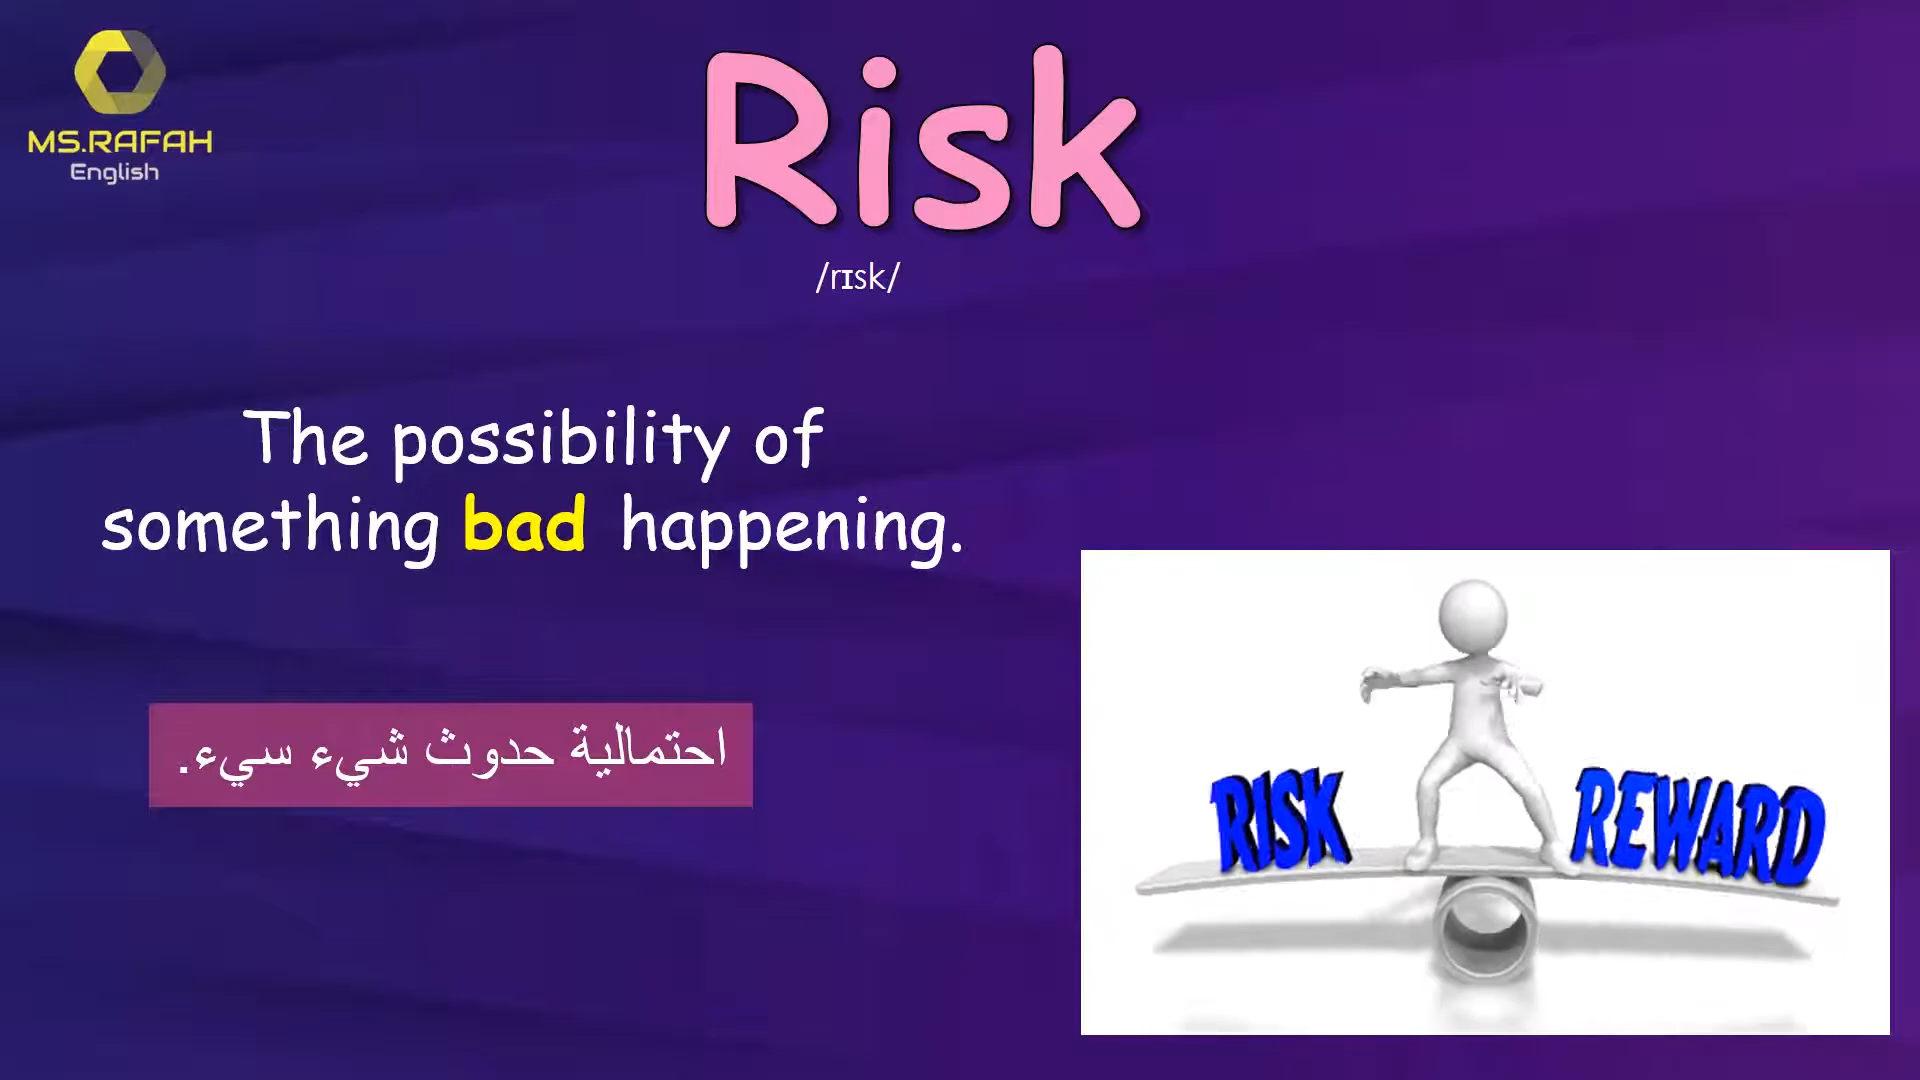 MS.RAFAH
English
Risk
/rɪsk/
The possibility of
something bad happening.
احتمالية حدوث شيء سيء.
RISK
REWARD